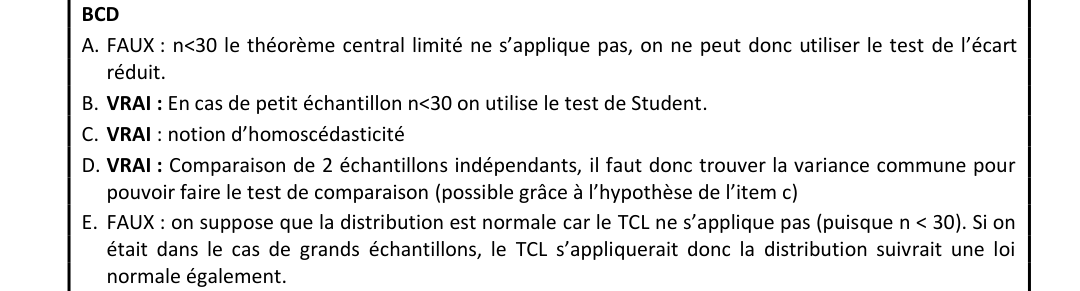 BCD
A. FAUX : n<30 le théorème central limité ne s’applique pas, on ne peut donc utiliser le test de l’écart
réduit.
B. VRAI : En cas de petit échantillon n<30 on utilise le test de Student.
C. VRAI : notion d’homoscédasticité
D. VRAI : Comparaison de 2 échantillons indépendants, il faut donc trouver la variance commune pour
pouvoir faire le test de comparaison (possible grâce à l’hypothèse de l’item c)
E. FAUX : on suppose que la distribution est normale car le TCL ne s’applique pas (puisque n < 30). Si on
était dans le cas de grands échantillons, le TCL s’appliquerait donc la distribution suivrait une loi
normale également.